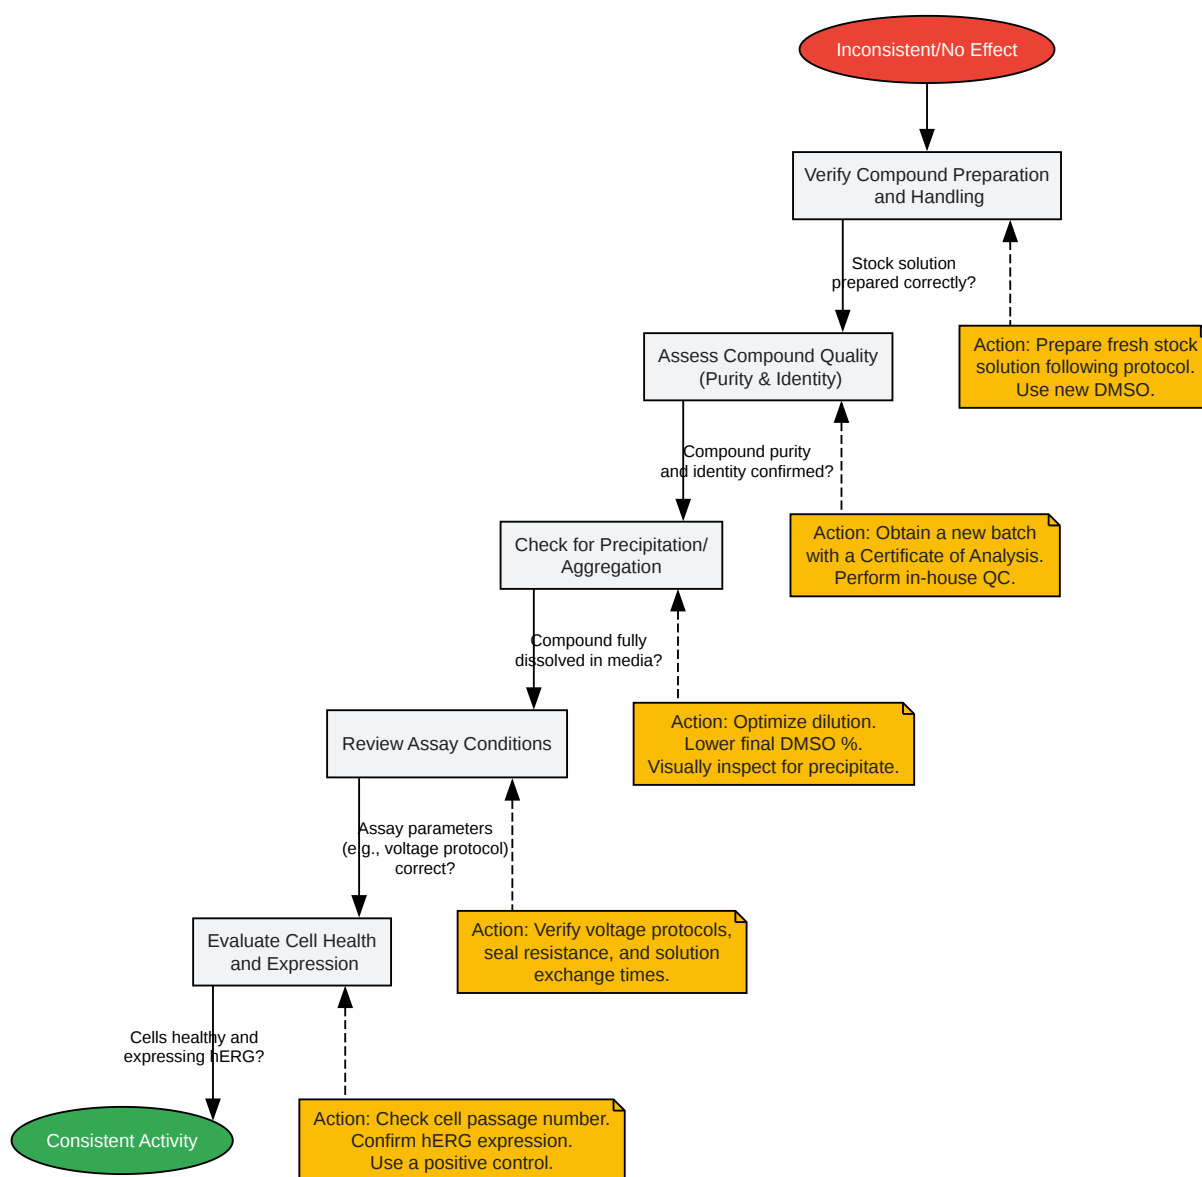 Inconsistent/No Effect
Verify Compound Preparation
and Handling
Stock solution
prepared correctly?
Action: Prepare fresh stock
solution following protocol.
Use new DMSO.
Assess Compound Quality
(Purity & Identity)
Compound purity
and identity confirmed?
Action: Obtain a new batch
with a Certificate of Analysis.
Perform in-house QC.
Check for Precipitation/
Aggregation
Compound fully
dissolved in media?
Action: Optimize dilution.
Lower final DMSO %.
Visually inspect for precipitate.
Review Assay Conditions
Assay parameters
(e.g., voltage protocol)
correct?
Action: Verify voltage protocols,
seal resistance, and solution
exchange times.
Evaluate Cell Health
and Expression
Cells healthy and
expressing hERG?
Action: Check cell passage number.
Confirm hERG expression.
Use a positive control.
Consistent Activity